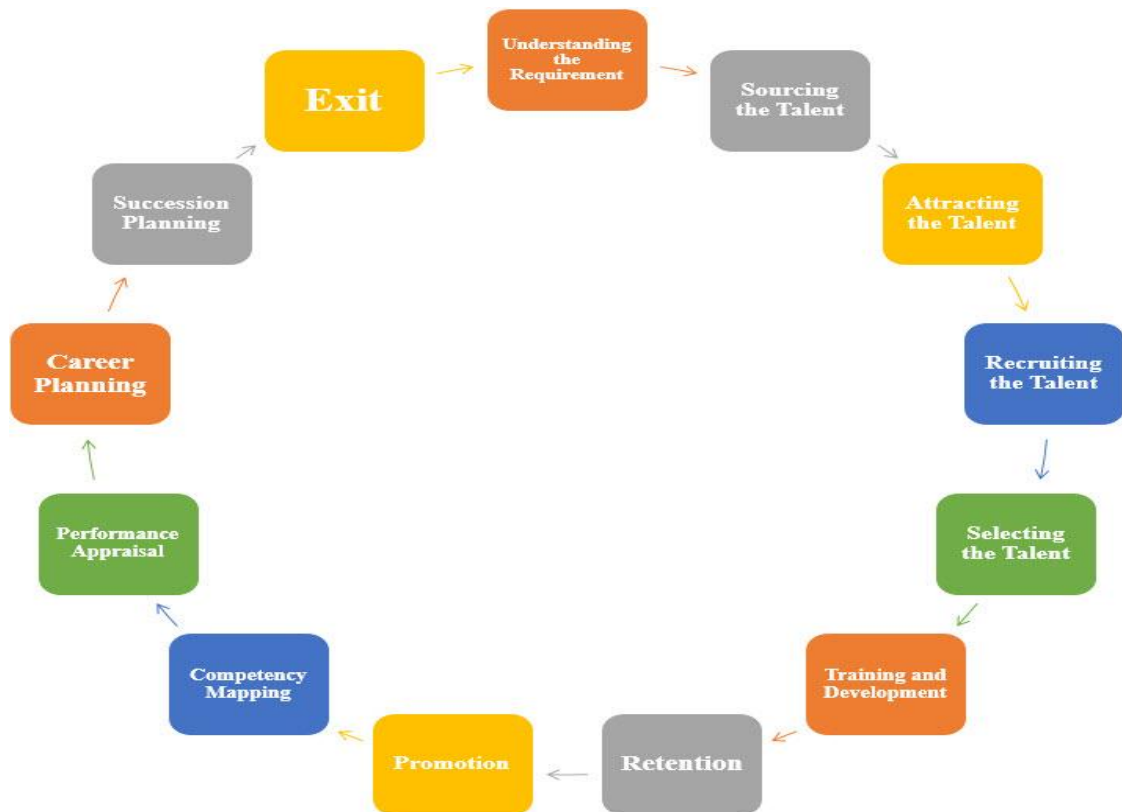 Understanding
the
Requirement
Sourcing
the Talent
Attracting
the Talent
Recruiting
the Talent
Selecting
the Talent
Training and
Development
Retention
Promotion
Competency
Mapping
Performance
Appraisal
Career
Planning
Succession
Planning
Exit